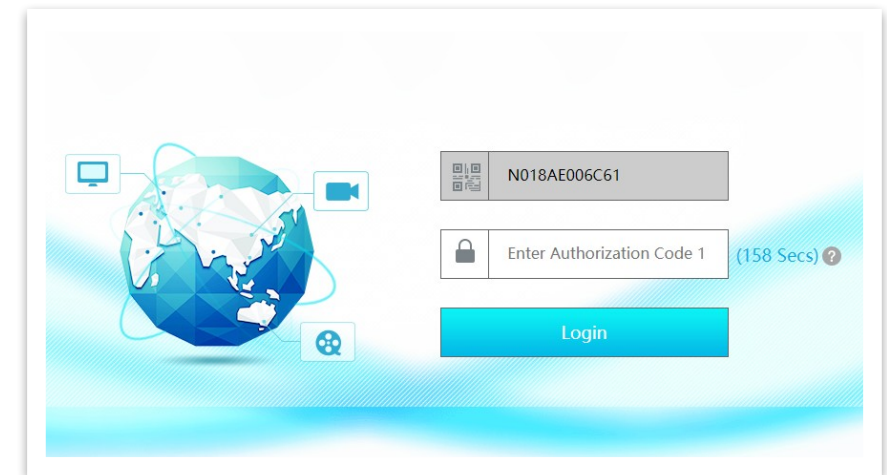 N018AE006C61
Enter Authorization Code 1
(158 Secs) ?
Login